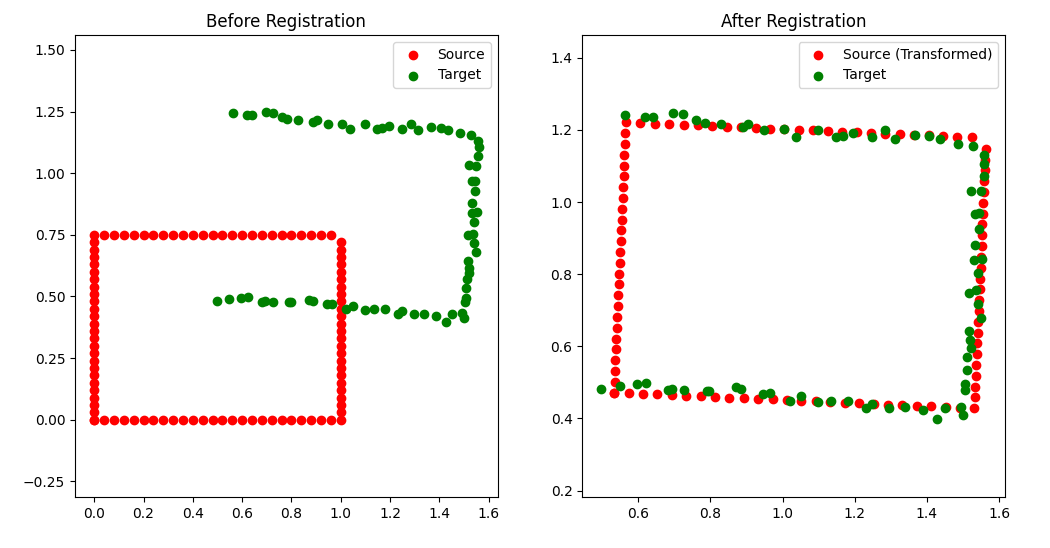 Before Registration
1.50
1.25
1.00
0.75
0.50
0.25
0.00
−0.25
0.0 0.2 0.4 0.6 0.8 1.0 1.2 1.4 1.6
Source
Target
After Registration
1.4
1.2
1.0
0.8
0.6
0.4
0.2
0.6 0.8 1.0 1.2 1.4 1.6
Source (Transformed)
Target